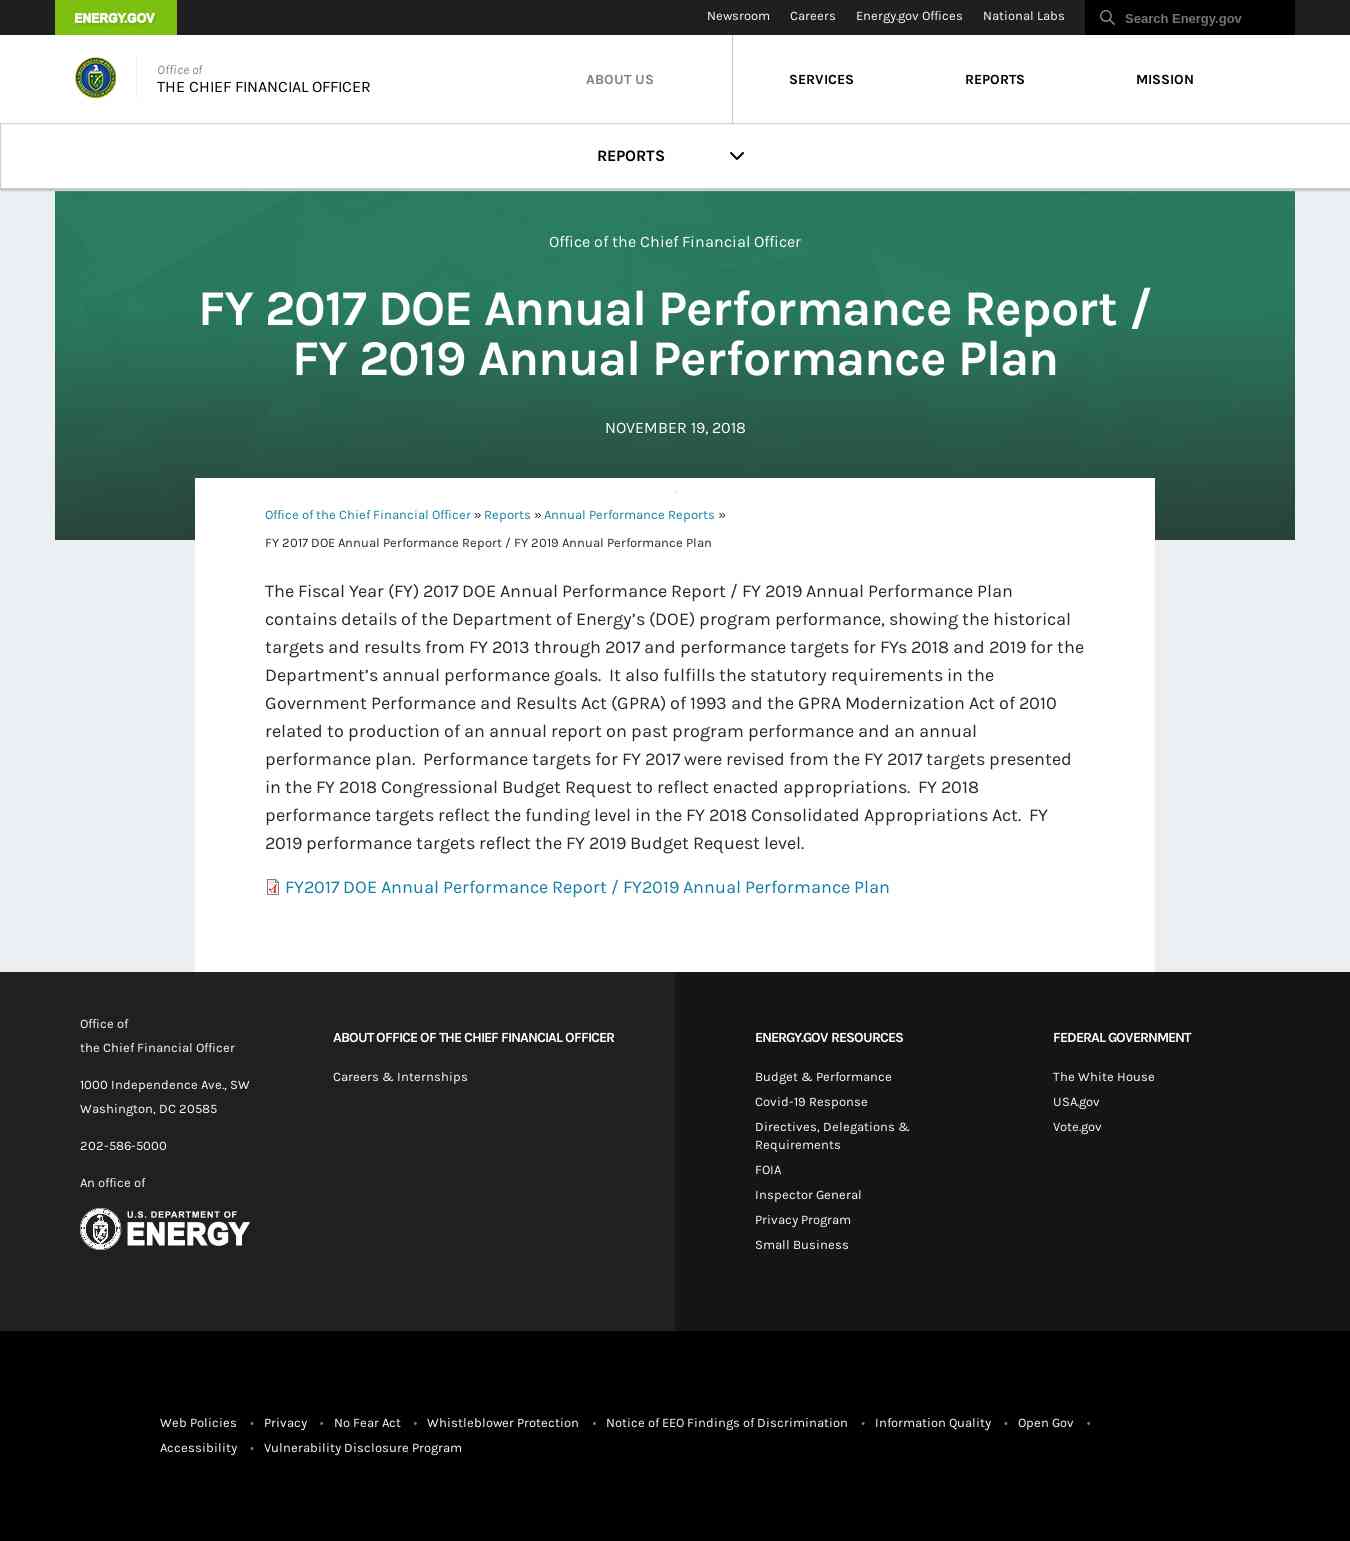 ENERGY.GOV
Newsroom
Careers
Energy.gov Offices
National Labs
Search Energy.gov
Office of
THE CHIEF FINANCIAL OFFICER
ABOUT US
SERVICES
REPORTS
MISSION
REPORTS
Office of the Chief Financial Officer
FY 2017 DOE Annual Performance Report /
FY 2019 Annual Performance Plan
NOVEMBER 19, 2018
Office of the Chief Financial Officer » Reports » Annual Performance Reports »
FY 2017 DOE Annual Performance Report / FY 2019 Annual Performance Plan
The Fiscal Year (FY) 2017 DOE Annual Performance Report / FY 2019 Annual Performance Plan
contains details of the Department of Energy’s (DOE) program performance, showing the historical
targets and results from FY 2013 through 2017 and performance targets for FYs 2018 and 2019 for the
Department’s annual performance goals.  It also fulfills the statutory requirements in the
Government Performance and Results Act (GPRA) of 1993 and the GPRA Modernization Act of 2010
related to production of an annual report on past program performance and an annual
performance plan.  Performance targets for FY 2017 were revised from the FY 2017 targets presented
in the FY 2018 Congressional Budget Request to reflect enacted appropriations.  FY 2018
performance targets reflect the funding level in the FY 2018 Consolidated Appropriations Act.  FY
2019 performance targets reflect the FY 2019 Budget Request level.
FY2017 DOE Annual Performance Report / FY2019 Annual Performance Plan
Office of
the Chief Financial Officer
1000 Independence Ave., SW
Washington, DC 20585
202-586-5000
An office of
U.S. DEPARTMENT OF
ENERGY
ABOUT OFFICE OF THE CHIEF FINANCIAL OFFICER
Careers & Internships
ENERGY.GOV RESOURCES
Budget & Performance
Covid-19 Response
Directives, Delegations &
Requirements
FOIA
Inspector General
Privacy Program
Small Business
FEDERAL GOVERNMENT
The White House
USA.gov
Vote.gov
Web Policies • Privacy • No Fear Act • Whistleblower Protection • Notice of EEO Findings of Discrimination • Information Quality • Open Gov •
Accessibility • Vulnerability Disclosure Program